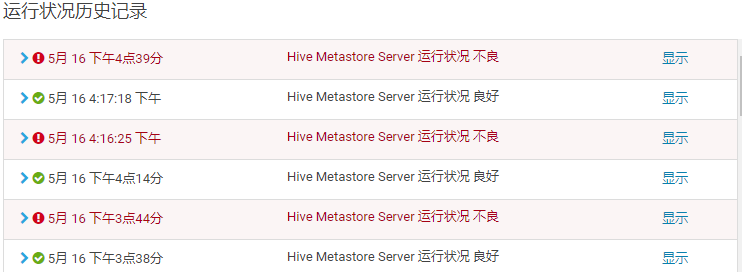 运行状况历史记录
5月 16 下午4点39分 Hive Metastore Server 运行状况 不良 显示
5月 16 4:17:18 下午 Hive Metastore Server 运行状况 良好 显示
5月 16 4:16:25 下午 Hive Metastore Server 运行状况 不良 显示
5月 16 下午4点14分 Hive Metastore Server 运行状况 良好 显示
5月 16 下午3点44分 Hive Metastore Server 运行状况 不良 显示
5月 16 下午3点38分 Hive Metastore Server 运行状况 良好 显示